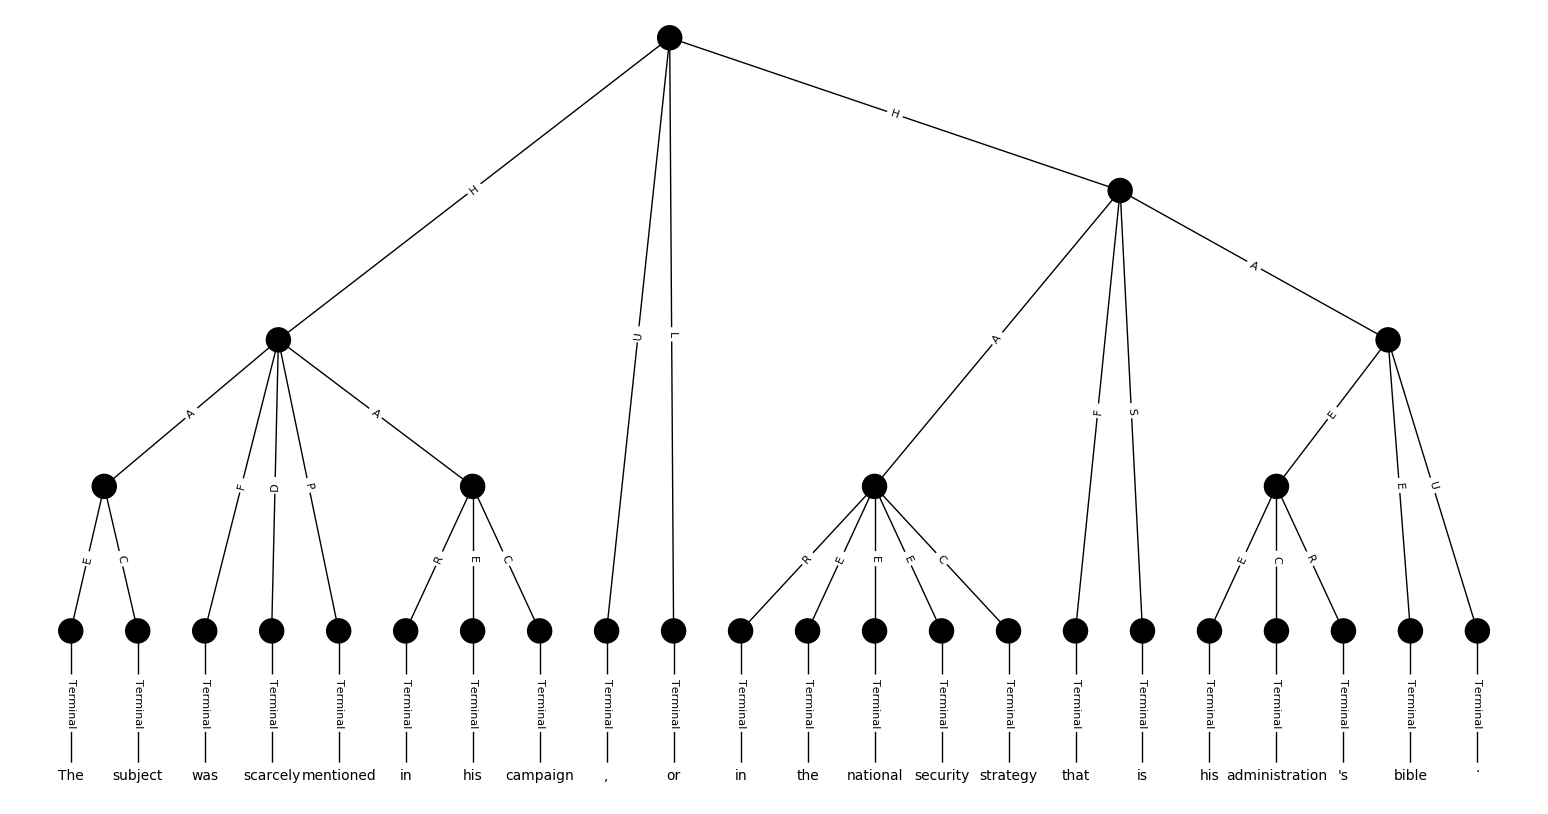 H
H
A
U
L
A
F
S
A
A
F
D
P
A
E
E
U
E
C
R
E
C
R
E
E
E
C
E
C
R
Terminal Terminal Terminal Terminal Terminal Terminal Terminal Terminal Terminal Terminal Terminal Terminal Terminal Terminal Terminal Terminal Terminal Terminal Terminal Terminal Terminal Terminal
The subject was scarcely mentioned in his campaign , or in the national security strategy that is his administration 's bible .